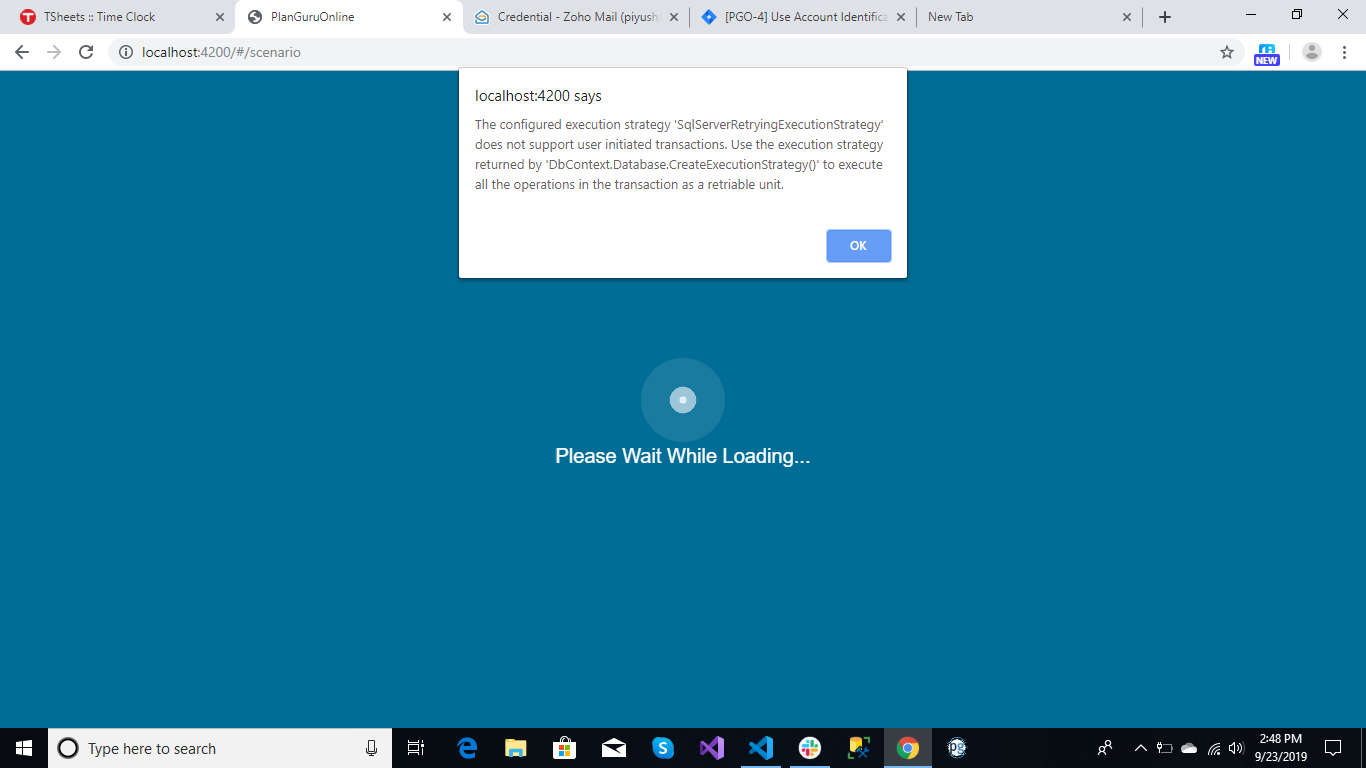 TSheets :: Time Clock
PlanGuruOnline
Credential - Zoho Mail (piyush
[PGO-4] Use Account Identifica
New Tab
localhost:4200/#/scenario
NEW
localhost:4200 says
The configured execution strategy 'SqlServerRetryingExecutionStrategy'
does not support user initiated transactions. Use the execution strategy
returned by 'DbContext.Database.CreateExecutionStrategy()' to execute
all the operations in the transaction as a retriable unit.
OK
Please Wait While Loading...
Type here to search
pg
2:48 PM
9/23/2019